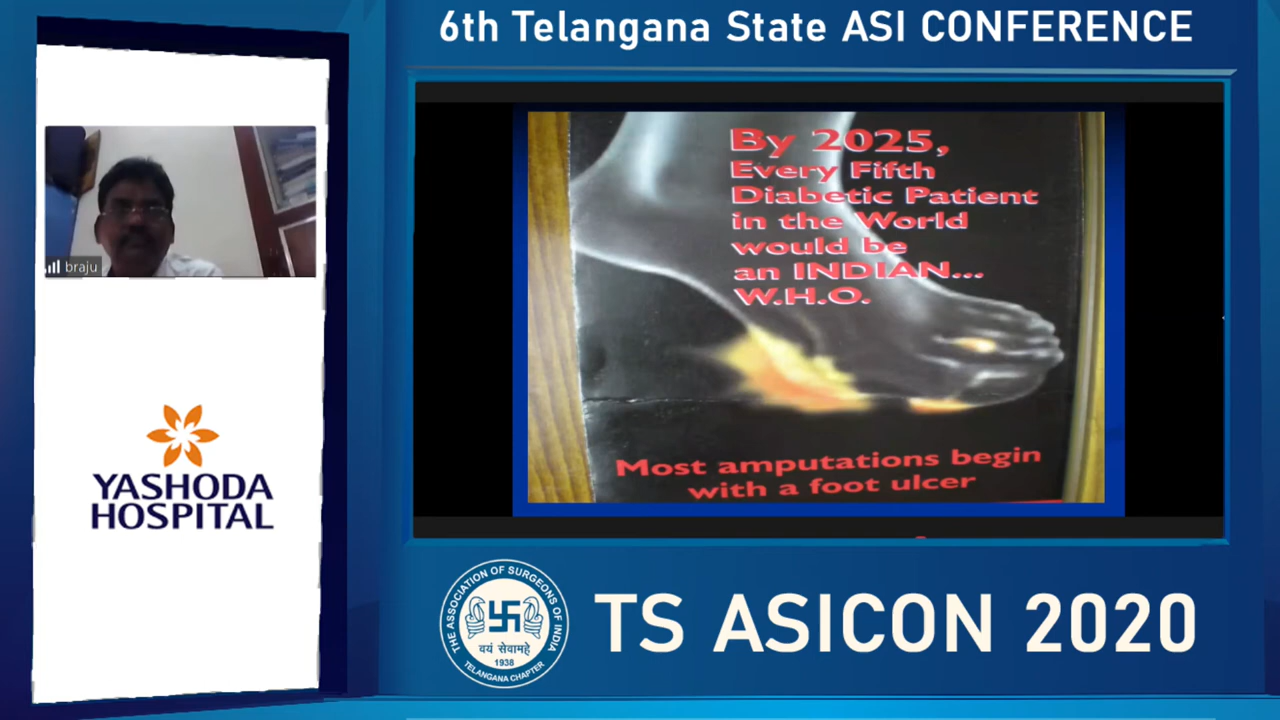 6th Telangana State ASI CONFERENCE
braju
YASHODA
HOSPITAL
By 2025,
Every Fifth
Diabetic Patient
in the World
would be
an INDIAN...
W.H.O.
Most amputations begin
with a foot ulcer
THE ASSOCIATION OF SURGEONS OF INDIA
वयं सेवामहे
1938
TELANGANA CHAPTER
TS ASICON 2020